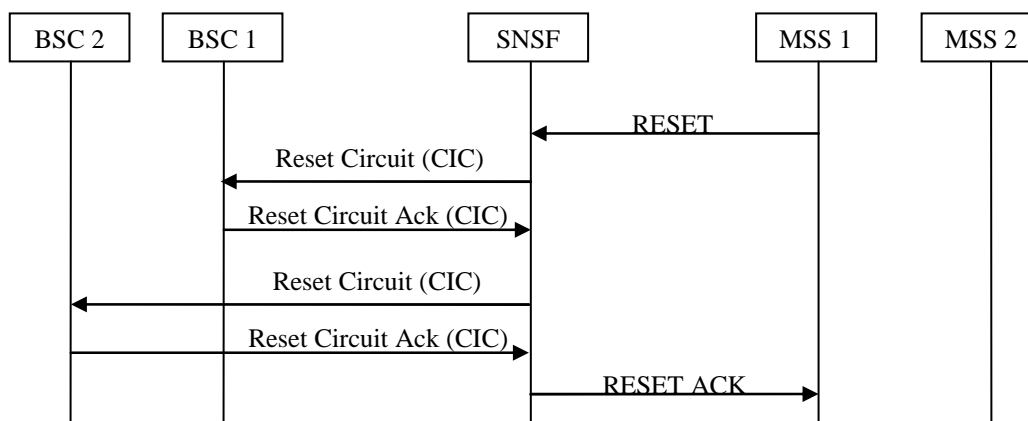 BSC 2
BSC 1
SNSF
MSS 1
MSS 2
RESET
Reset Circuit (CIC)
Reset Circuit Ack (CIC)
Reset Circuit (CIC)
Reset Circuit Ack (CIC)
RESET ACK